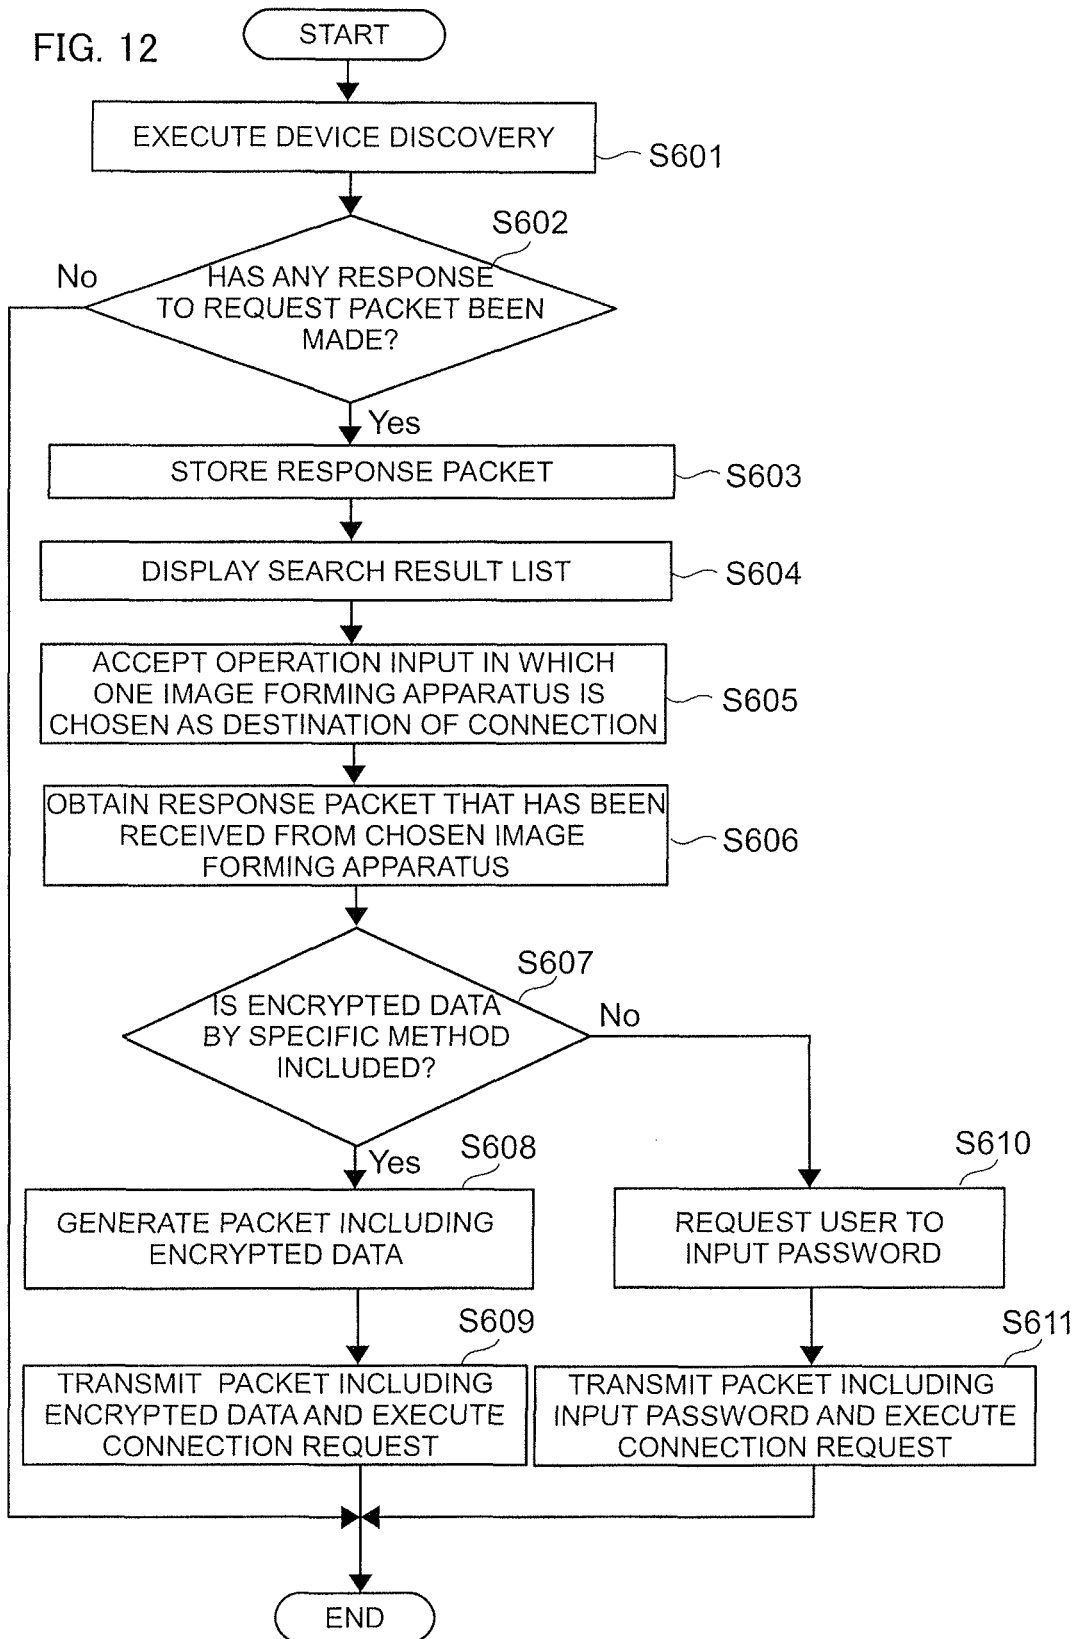 FIG. 12
START
EXECUTE DEVICE DISCOVERY
S601
S602
No
HAS ANY RESPONSE
TO REQUEST PACKET BEEN
MADE?
Yes
STORE RESPONSE PACKET
S603
DISPLAY SEARCH RESULT LIST
S604
ACCEPT OPERATION INPUT IN WHICH
ONE IMAGE FORMING APPARATUS IS
CHOSEN AS DESTINATION OF CONNECTION
S605
OBTAIN RESPONSE PACKET THAT HAS BEEN
RECEIVED FROM CHOSEN IMAGE
FORMING APPARATUS
S606
S607
IS ENCRYPTED DATA
BY SPECIFIC METHOD
INCLUDED?
No
Yes
S608
GENERATE PACKET INCLUDING
ENCRYPTED DATA
S610
REQUEST USER TO
INPUT PASSWORD
S609
TRANSMIT PACKET INCLUDING
ENCRYPTED DATA AND EXECUTE
CONNECTION REQUEST
S611
TRANSMIT PACKET INCLUDING
INPUT PASSWORD AND EXECUTE
CONNECTION REQUEST
END